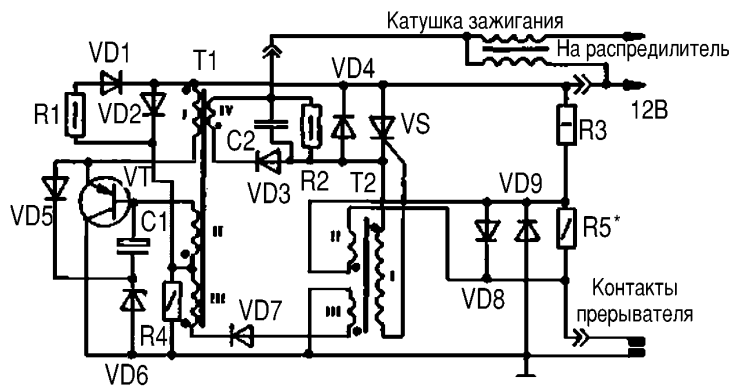 Катушка зажигания
На распредилитель
12В
VD1
T1
VD4
VS
R1
VD2
I
IV
C2
R2
R3
VD3
VT
T2
VD9
VD5
C1
II
II
I
R5*
VD8
III
III
VD7
R4
VD6
Контакты
прерывателя